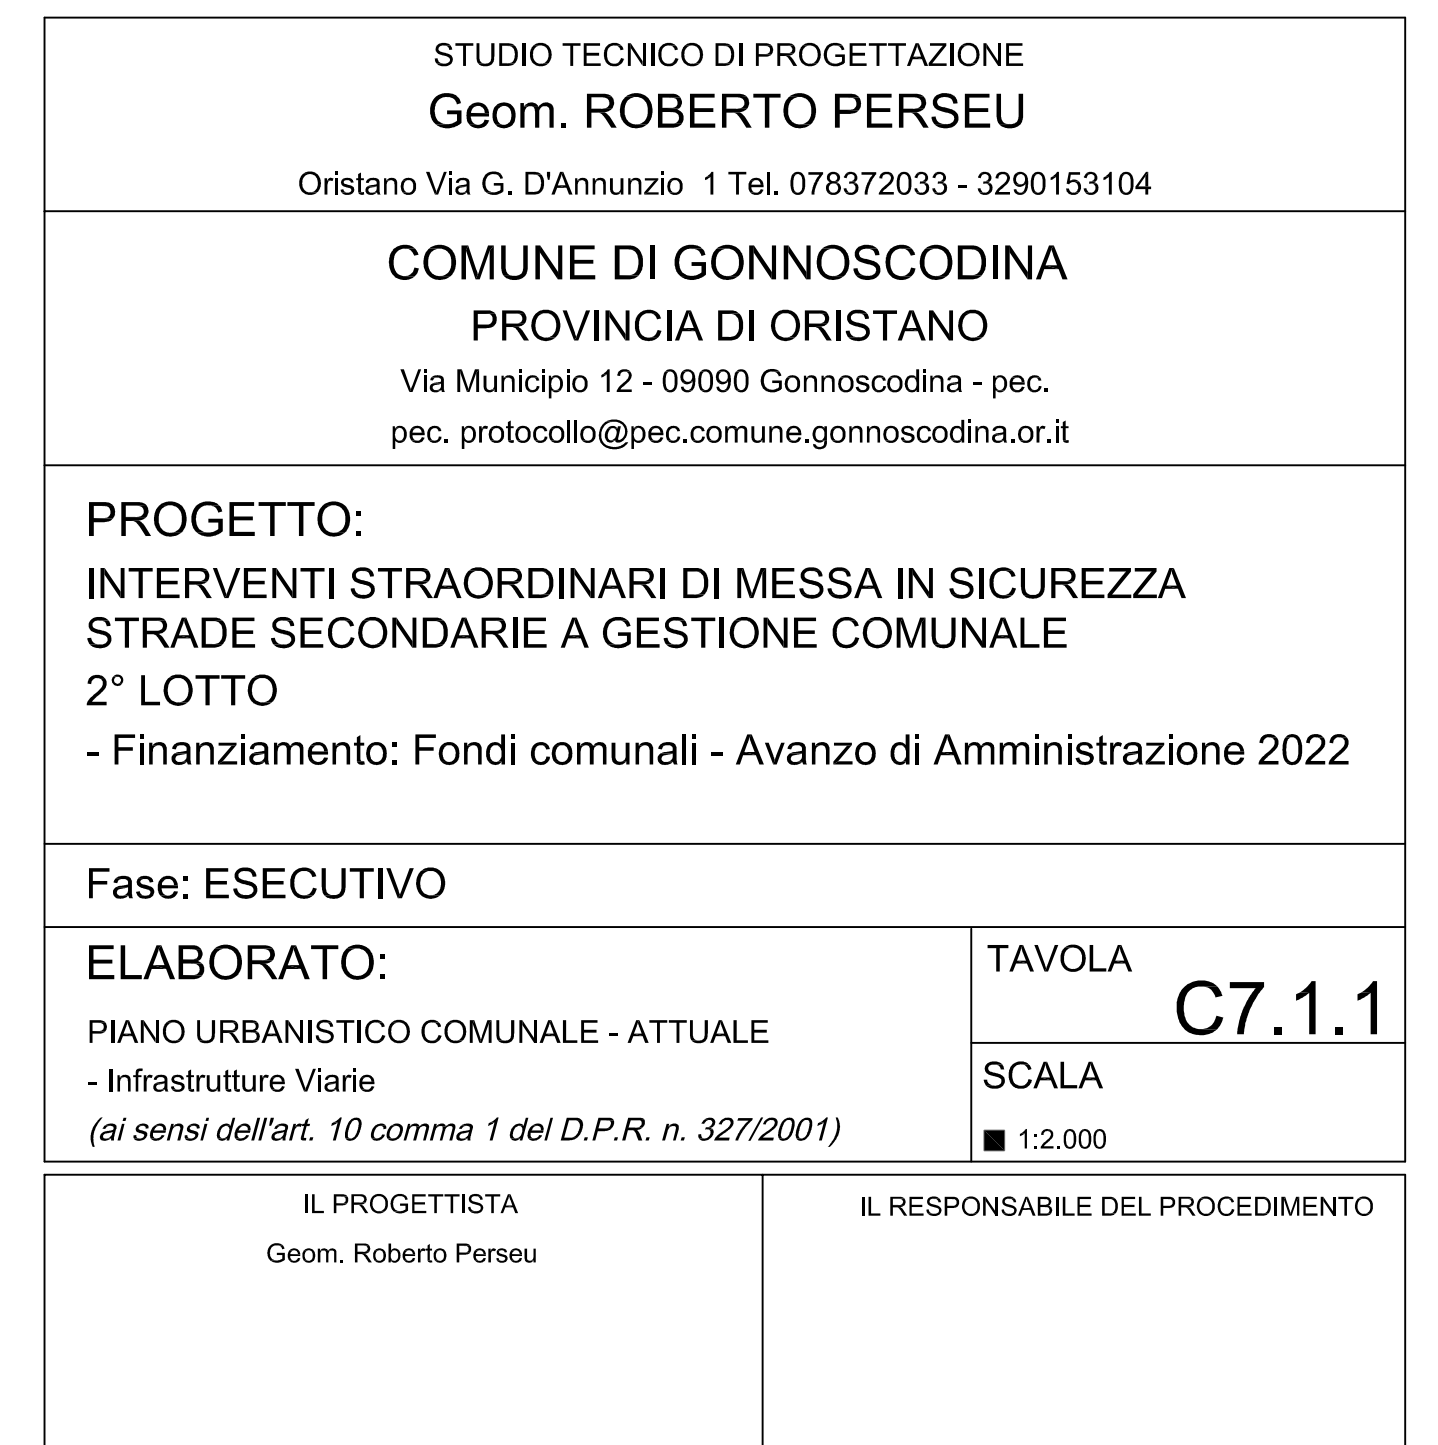 STUDIO TECNICO DI PROGETTAZIONE
Geom. ROBERTO PERSEU
Oristano Via G. D'Annunzio 1 Tel. 078372033 - 3290153104
COMUNE DI GONNOSCODINA
PROVINCIA DI ORISTANO
Via Municipio 12 - 09090 Gonnoscodina - pec.
pec. protocollo@pec.comune.gonnoscodina.or.it
PROGETTO:
INTERVENTI STRAORDINARI DI MESSA IN SICUREZZA
STRADE SECONDARIE A GESTIONE COMUNALE
2° LOTTO
- Finanziamento: Fondi comunali - Avanzo di Amministrazione 2022
Fase: ESECUTIVO
ELABORATO:
PIANO URBANISTICO COMUNALE - ATTUALE
- Infrastrutture Viarie
(ai sensi dell'art. 10 comma 1 del D.P.R. n. 327/2001)
TAVOLA
C7.1.1
SCALA
1:2.000
IL PROGETTISTA
Geom. Roberto Perseu
IL RESPONSABILE DEL PROCEDIMENTO